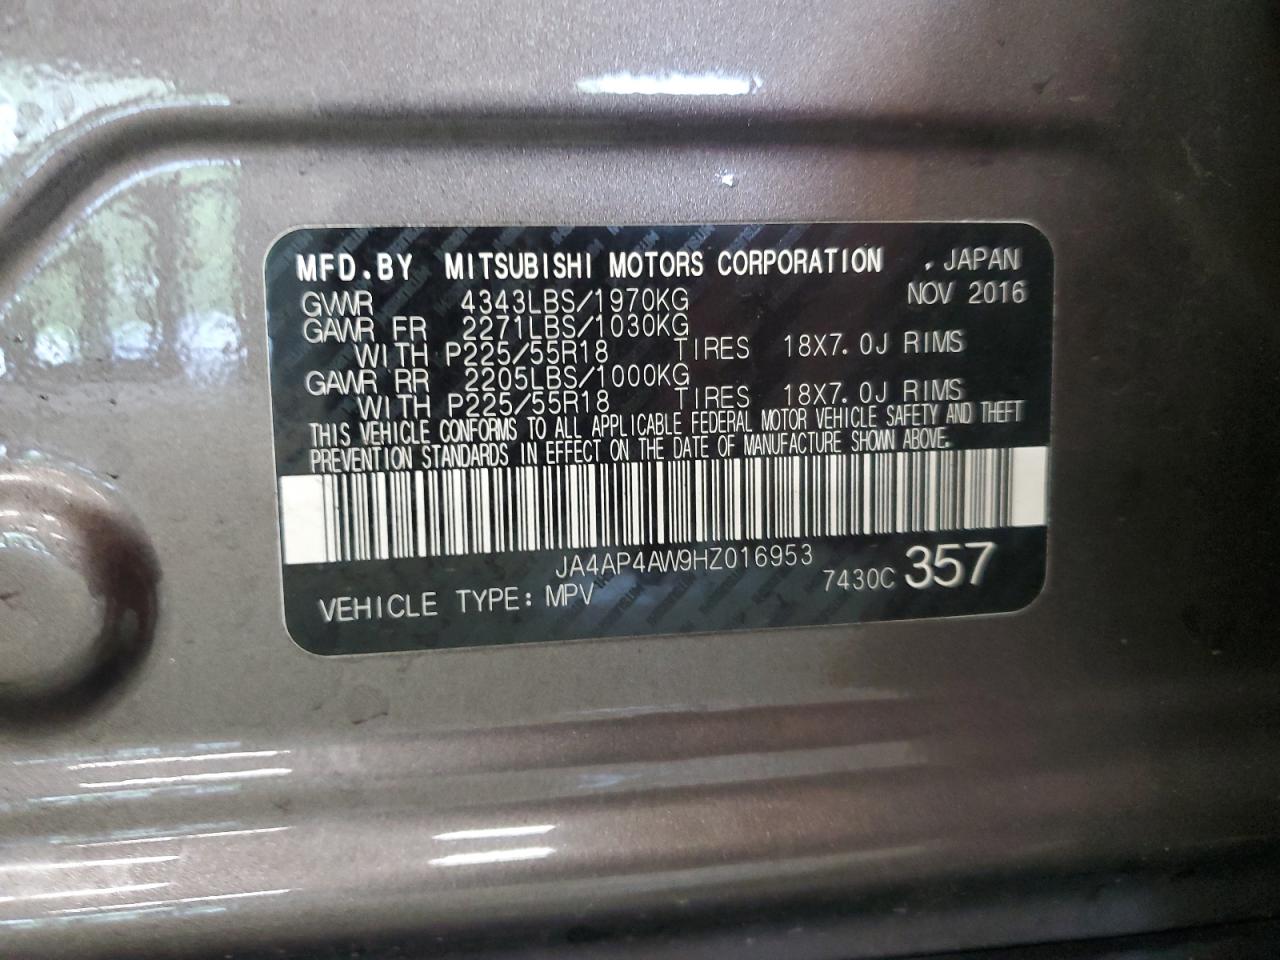 MFD.BY MITSUBISHI MOTORS CORPORATION , JAPAN
NOV 2016
GVWR 4343LBS/1970KG
GAWR FR 2271LBS/1030KG
WITH P225/55R18 TIRES 18X7.0J RIMS
GAWR RR 2205LBS/1000KG
WITH P225/55R18 TIRES 18X7.0J RIMS
THIS VEHICLE CONFORMS TO ALL APPLICABLE FEDERAL MOTOR VEHICLE SAFETY AND THEFT
PREVENTION STANDARDS IN EFFECT ON THE DATE OF MANUFACTURE SHOWN ABOVE.
JA4AP4AW9HZ016953
VEHICLE TYPE: MPV 7430C 357